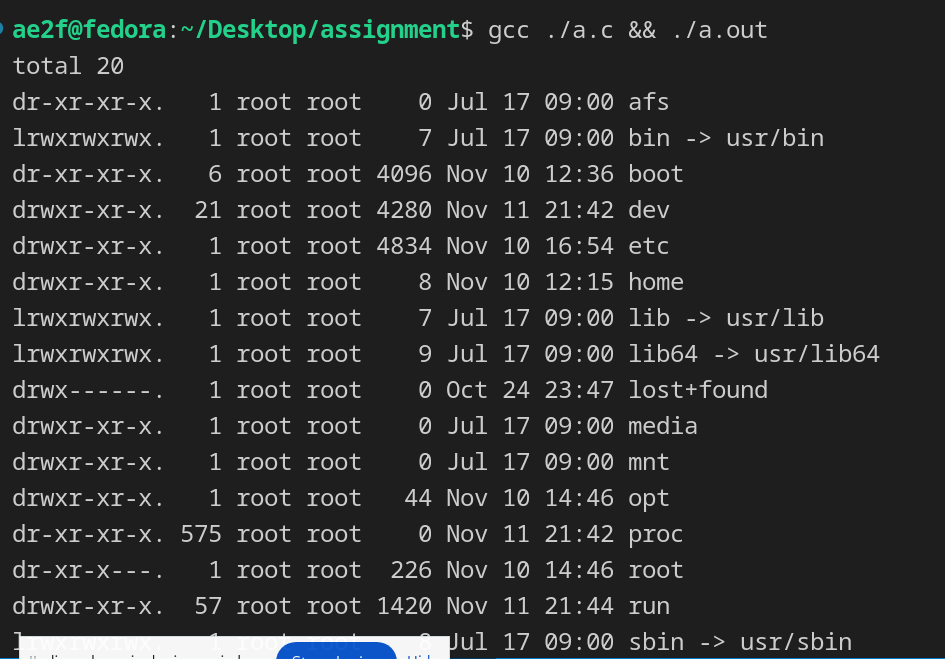 ae2f@fedora:~/Desktop/assignment$ gcc ./a.c && ./a.out
total 20
dr-xr-xr-x.   1 root root    0 Jul 17 09:00 afs
lrwxrwxrwx.   1 root root    7 Jul 17 09:00 bin -> usr/bin
dr-xr-xr-x.   6 root root 4096 Nov 10 12:36 boot
drwxr-xr-x.  21 root root 4280 Nov 11 21:42 dev
drwxr-xr-x.   1 root root 4834 Nov 10 16:54 etc
drwxr-xr-x.   1 root root    8 Nov 10 12:15 home
lrwxrwxrwx.   1 root root    7 Jul 17 09:00 lib -> usr/lib
lrwxrwxrwx.   1 root root    9 Jul 17 09:00 lib64 -> usr/lib64
drwx------.   1 root root    0 Oct 24 23:47 lost+found
drwxr-xr-x.   1 root root    0 Jul 17 09:00 media
drwxr-xr-x.   1 root root    0 Jul 17 09:00 mnt
drwxr-xr-x.   1 root root   44 Nov 10 14:46 opt
dr-xr-xr-x. 575 root root    0 Nov 11 21:42 proc
dr-xr-x---.   1 root root  226 Nov 10 14:46 root
drwxr-xr-x.  57 root root 1420 Nov 11 21:44 run
lrwxrwxrwx.   1 root root    8 Jul 17 09:00 sbin -> usr/sbin